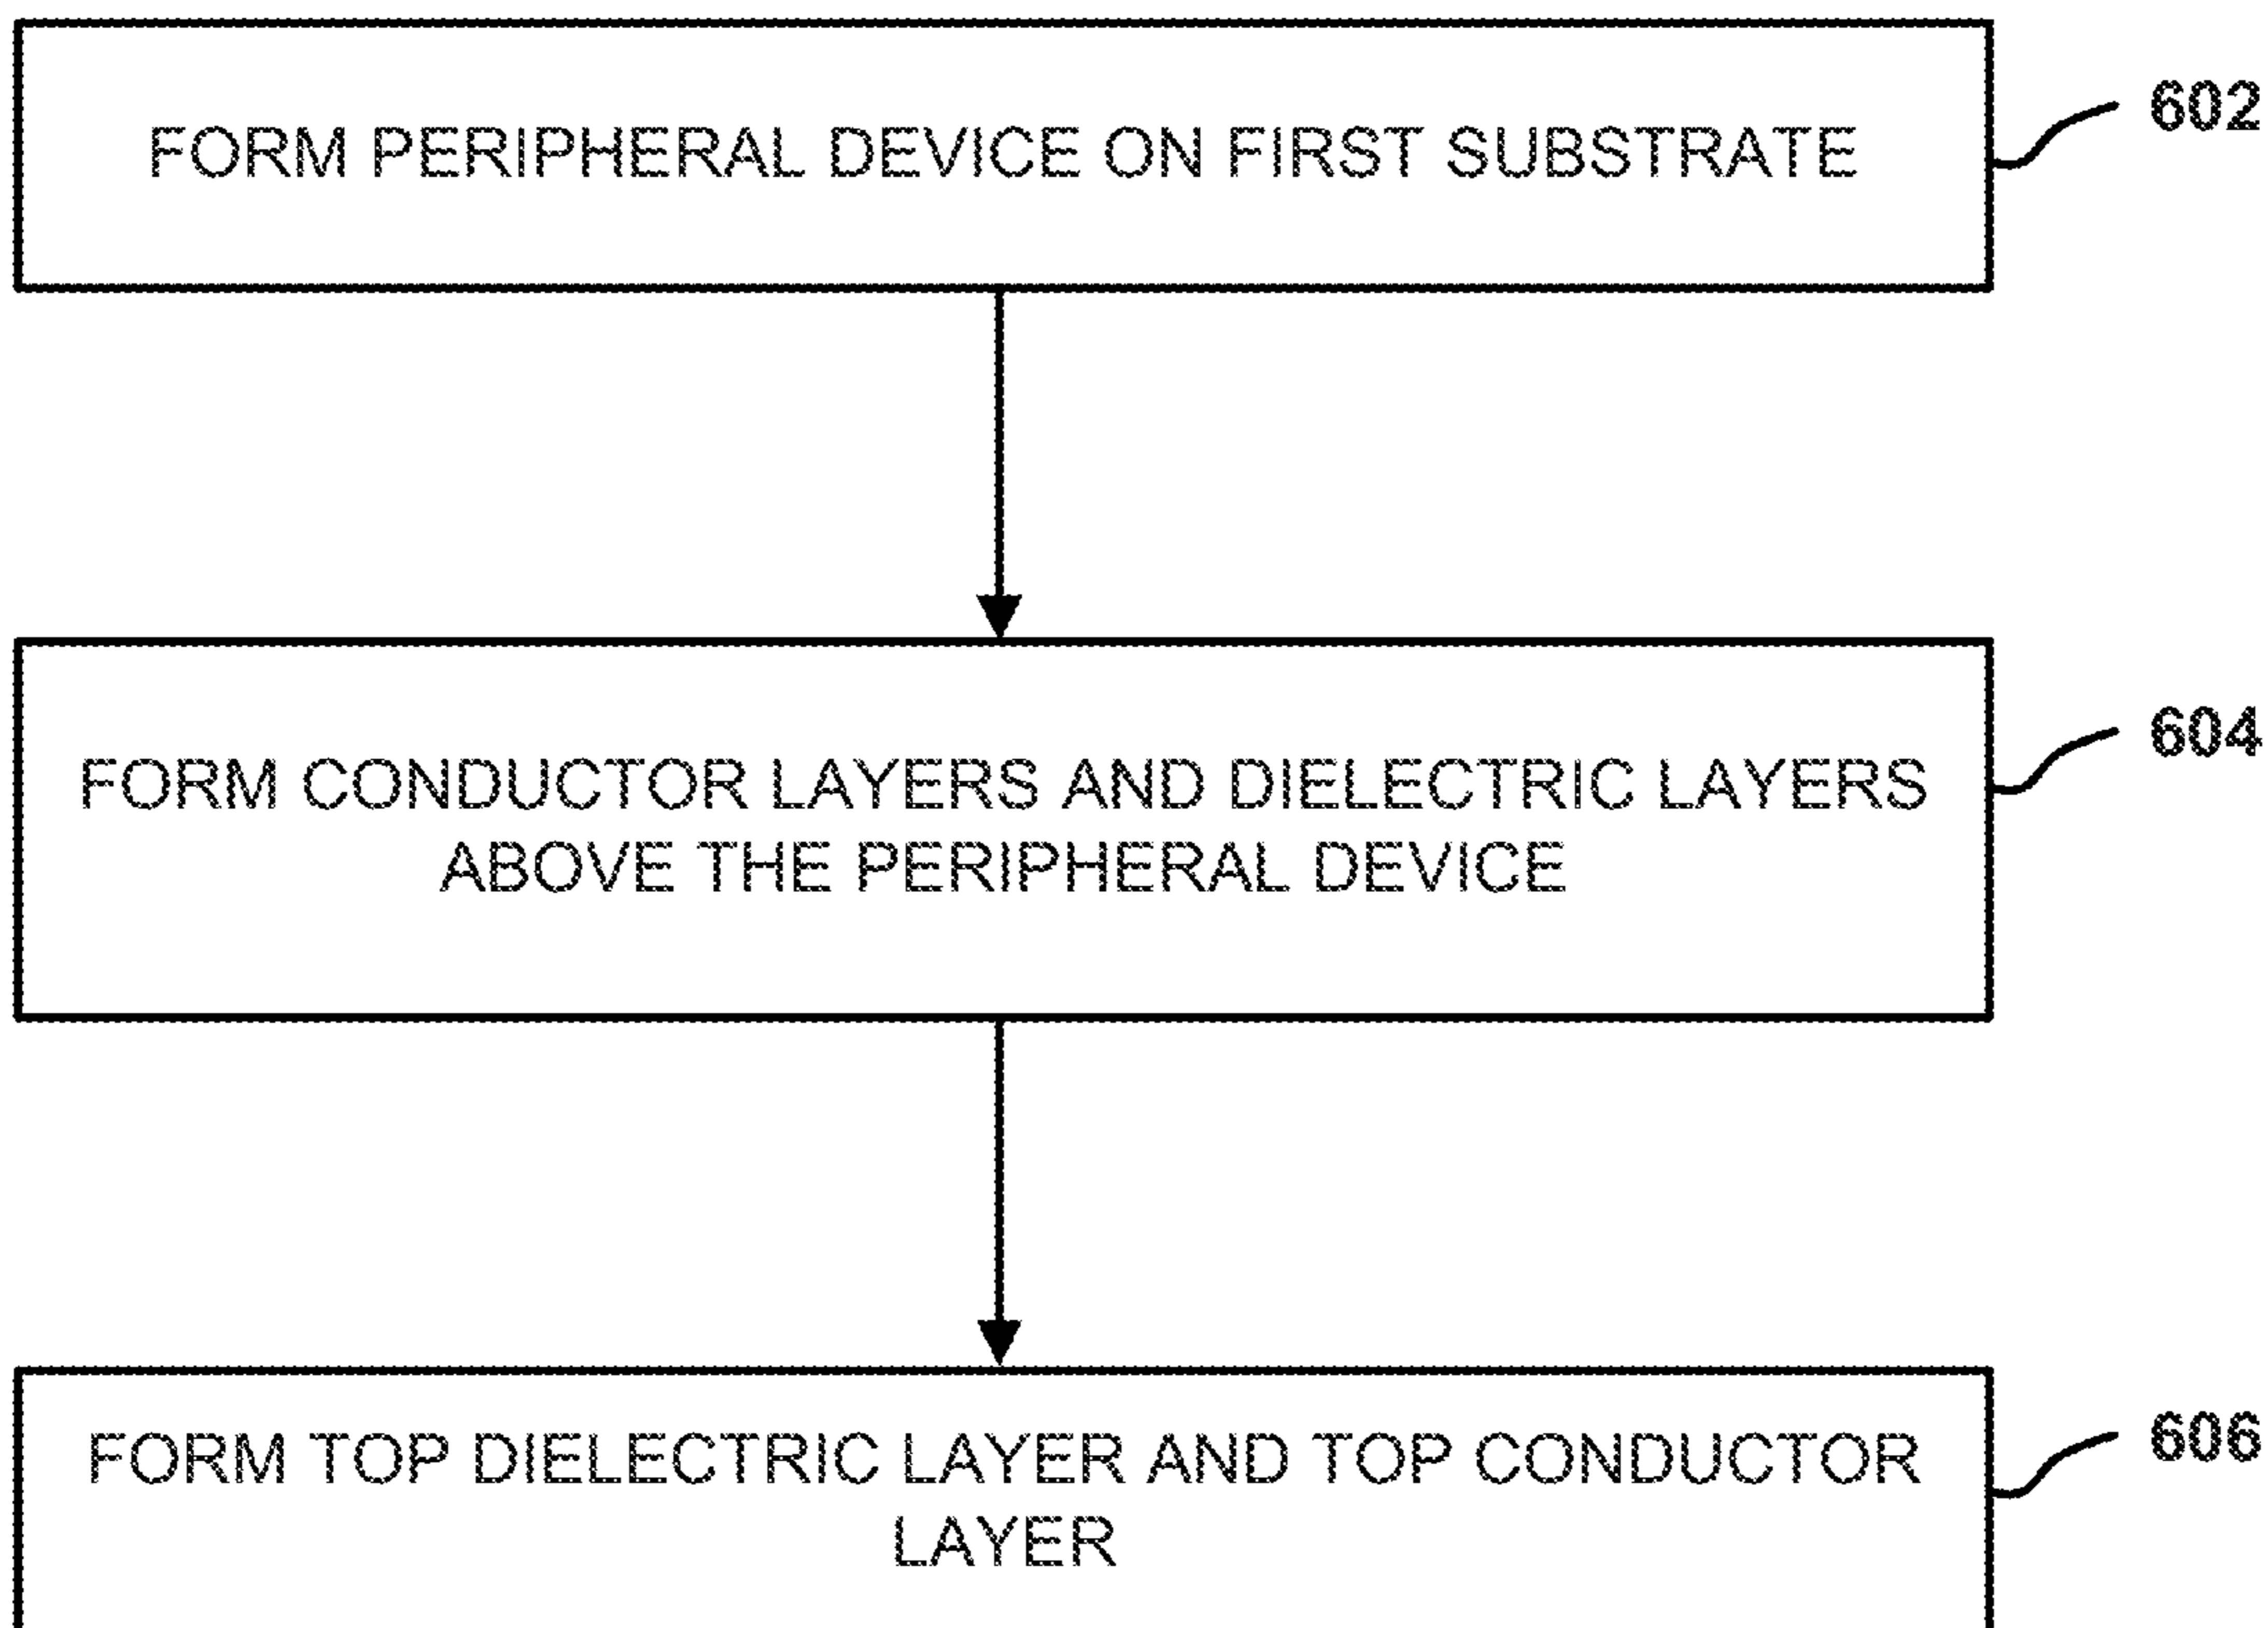 FORM PERIPHERAL DEVICE ON FIRST SUBSTRATE
602
FORM CONDUCTOR LAYERS AND DIELECTRIC LAYERS
ABOVE THE PERIPHERAL DEVICE
604
FORM TOP DIELECTRIC LAYER AND TOP CONDUCTOR
LAYER
606